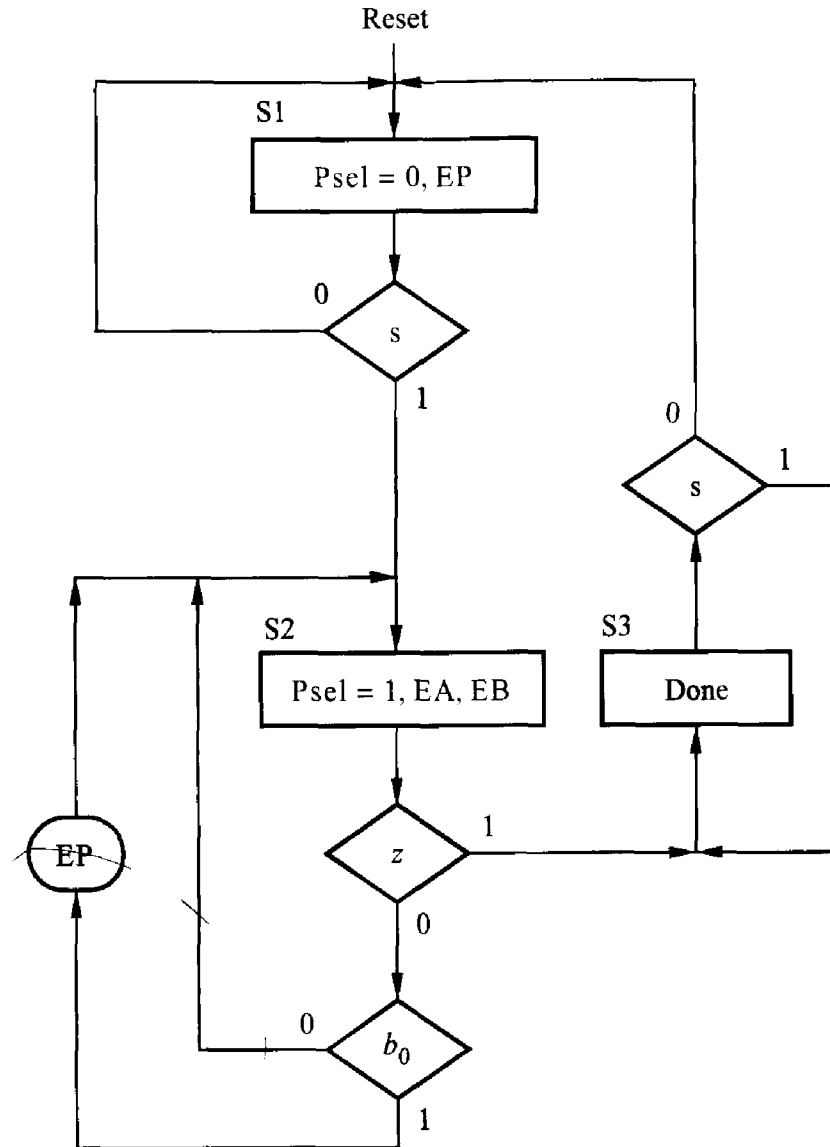 Reset
S1
Psel = 0, EP
0
s
1
0
1
s
S2
S3
Psel = 1, EA, EB
Done
1
z
EP
0
0
b0
1